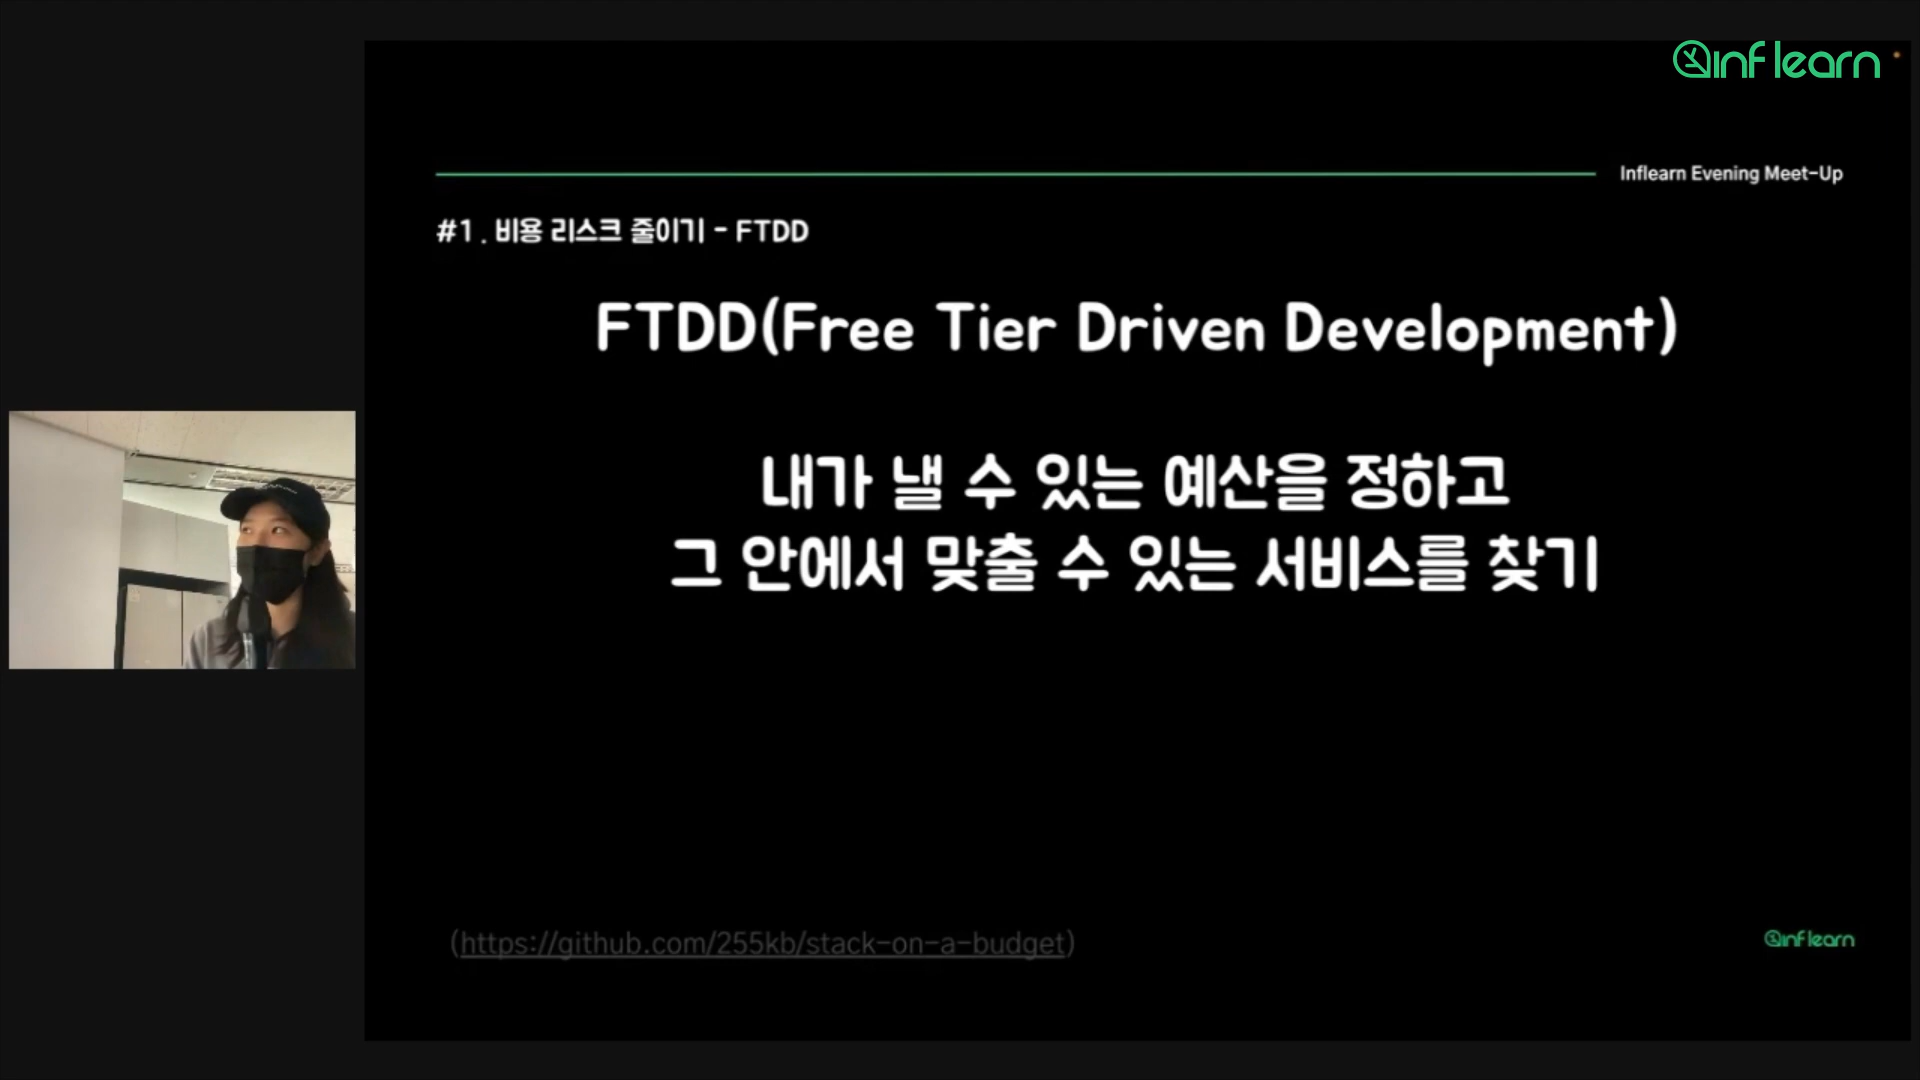 inflearn
Inflearn Evening Meet-Up
#1. 비용 리스크 줄이기 - FTDD
FTDD(Free Tier Driven Development)
내가 낼 수 있는 예산을 정하고
그 안에서 맞출 수 있는 서비스를 찾기
(https://github.com/255kb/stack-on-a-budget)
inflearn